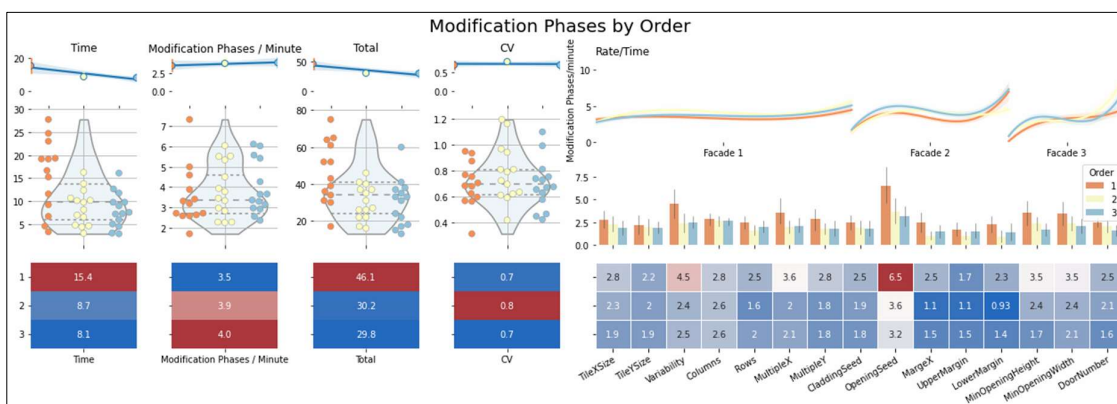 Modification Phases by Order
Time
Modification Phases / Minute
Total
CV
Rate/Time
20
0
2.5
0.0
50
0
0.5
0.0
10
5
0
Modification Phases/minute
Facade 1
Facade 2
Facade 3
30
25
20
15
10
5
7
6
5
4
3
2
80
60
40
20
1.2
1.0
0.8
0.6
0.4
7.5
5.0
2.5
0.0
Order
1
2
3
1 15.4 3.5 46.1 0.7
2 8.7 3.9 30.2 0.8
3 8.1 4.0 29.8 0.7
Time
Modification Phases / Minute
Total
CV
2.8 2.2 4.5 2.8 2.5 3.6 2.8 2.5 6.5 2.5 1.7 2.3 3.5 3.5 2.5
2.3 2 2.4 2.6 1.6 2 1.8 1.9 3.6 1.1 1.1 0.93 2.4 2.4 2.1
1.9 1.9 2.5 2.6 2 2.1 1.8 1.8 3.2 1.5 1.5 1.4 1.7 2.1 1.6
TileXSize
TileYSize
Variability
Columns
Rows
MultipleX
MultipleY
CladdingSeed
OpeningSeed
MargeX
UpperMargin
LowerMargin
MinOpeningHeight
MinOpeningWidth
DoorNumber